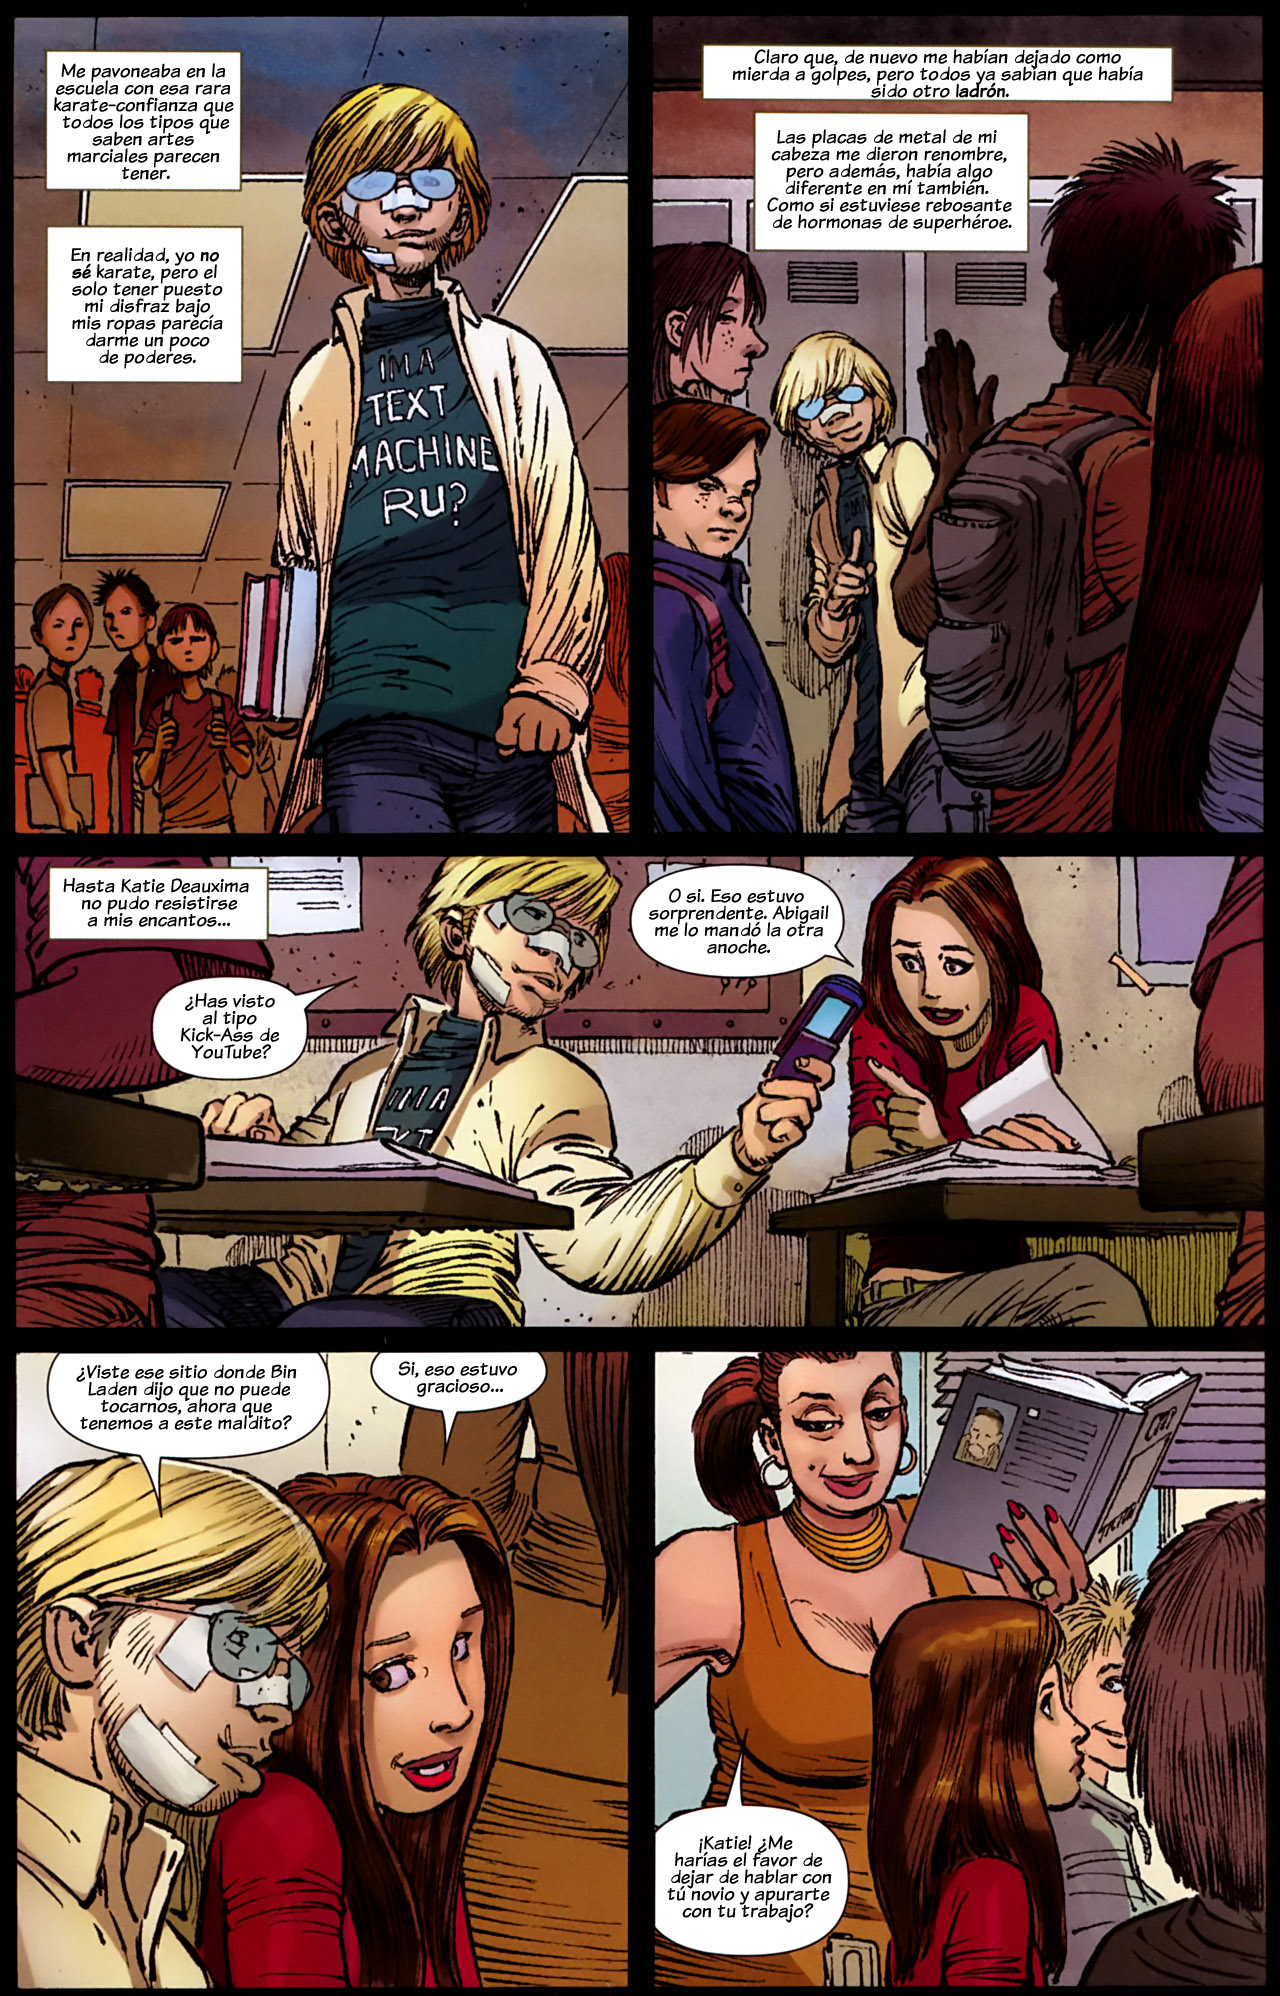 Me pavoneaba en la
escuela con esa rara
karate-confianza que
todos los tipos que
saben artes
marciales parecen
tener.
En realidad, yo no
sé karate, pero el
solo tener puesto
mi disfraz bajo
mis ropas parecía
darme un poco
de poderes.
IM A
TEXT
MACHINE
RU?
Claro que, de nuevo me habían dejado como
mierda a golpes, pero todos ya sabían que había
sido otro ladrón.
Las placas de metal de mi
cabeza me dieron renombre,
pero además, había algo
diferente en mí también.
Como si estuviese rebosante
de hormonas de superhéroe.
IM A
Hasta Katie Deauxima
no pudo resistirse
a mis encantos...
¿Has visto
al tipo
Kick-Ass de
YouTube?
O si. Eso estuvo
sorprendente. Abigail
me lo mandó la otra
anoche.
IM A
EXT
¿Viste ese sitio donde Bin
Laden dijo que no puede
tocarnos, ahora que
tenemos a este maldito?
Si, eso estuvo
gracioso...
¡Katie! ¿Me
harías el favor de
dejar de hablar con
tú novio y apurarte
con tu trabajo?